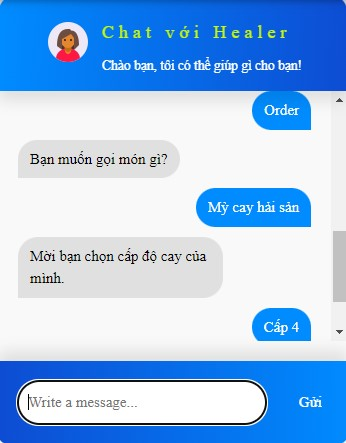 Chat với Healer
Chào bạn, tôi có thể giúp gì cho bạn!
Order
Bạn muốn gọi món gì?
Mỳ cay hải sản
Mời bạn chọn cấp độ cay của
mình.
Cấp 4
Write a message...
Gửi